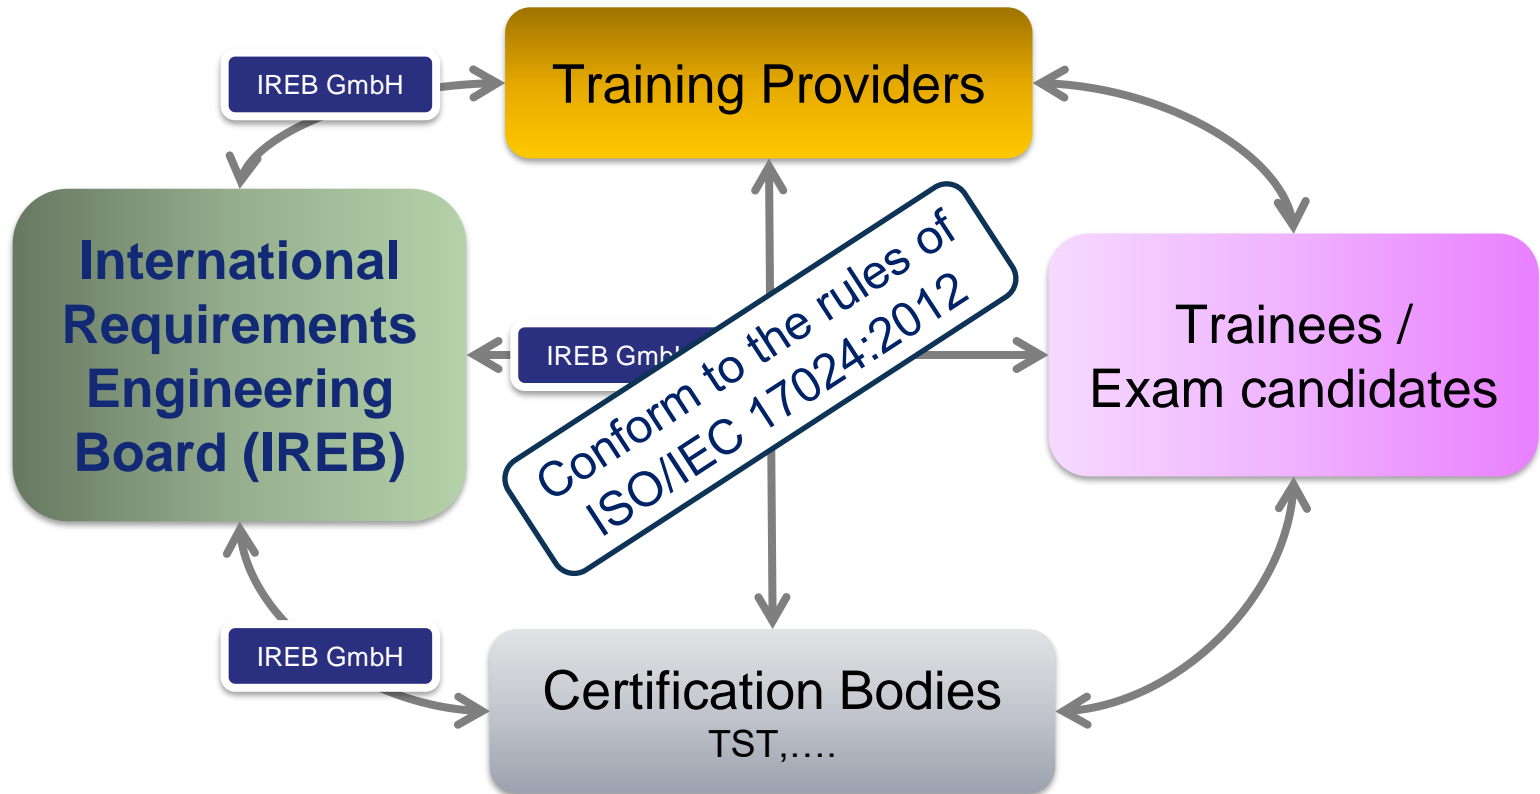 IREB GmbH
Training Providers
International
Requirements
Engineering
Board (IREB)
IREB
Conform to the rules of
ISO/IEC 17024:2012
Trainees /
Exam candidates
IREB GmbH
Certification Bodies
TST,….